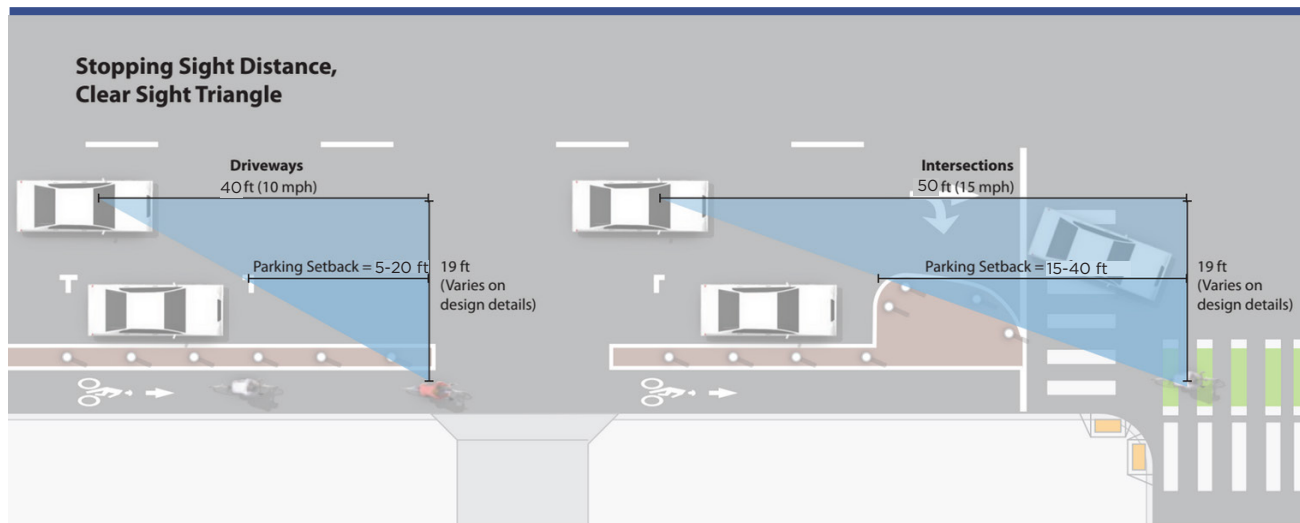 Stopping Sight Distance,
Clear Sight Triangle
Driveways
40 ft (10 mph)
Parking Setback = 5-20 ft
19 ft
(Varies on
design details)
Intersections
50 ft (15 mph)
Parking Setback = 15-40 ft
19 ft
(Varies on
design details)